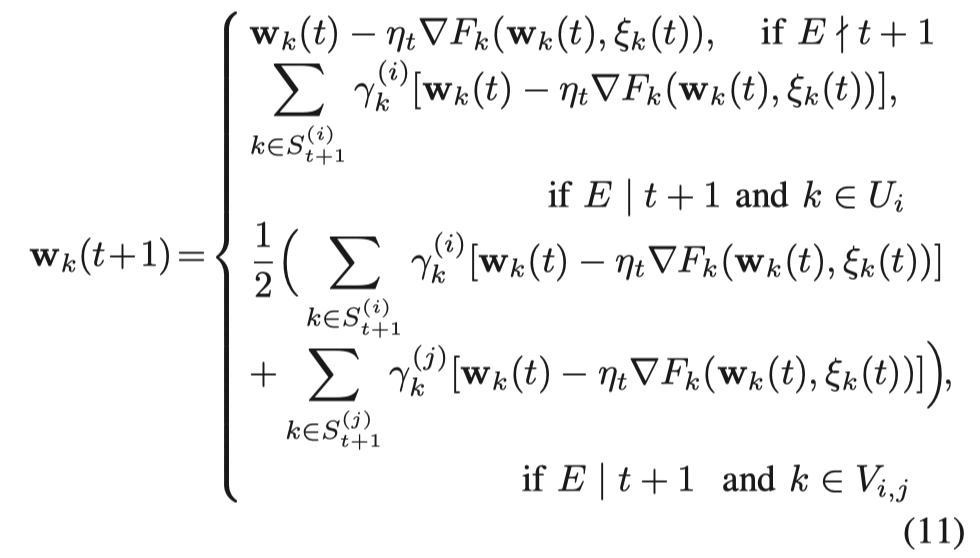 w_k(t) − η_t∇F_k(w_k(t), ξ_k(t)), if E ∤ t + 1
∑_{k∈S_{t+1}^{(i)}} γ_k^{(i)}[w_k(t) − η_t∇F_k(w_k(t), ξ_k(t))],
if E | t + 1 and k ∈ U_i
w_k(t+1) = { 1/2 ( ∑_{k∈S_{t+1}^{(i)}} γ_k^{(i)}[w_k(t) − η_t∇F_k(w_k(t), ξ_k(t))]
+ ∑_{k∈S_{t+1}^{(j)}} γ_k^{(j)}[w_k(t) − η_t∇F_k(w_k(t), ξ_k(t))] ),
if E | t + 1 and k ∈ V_{i,j}
(11)